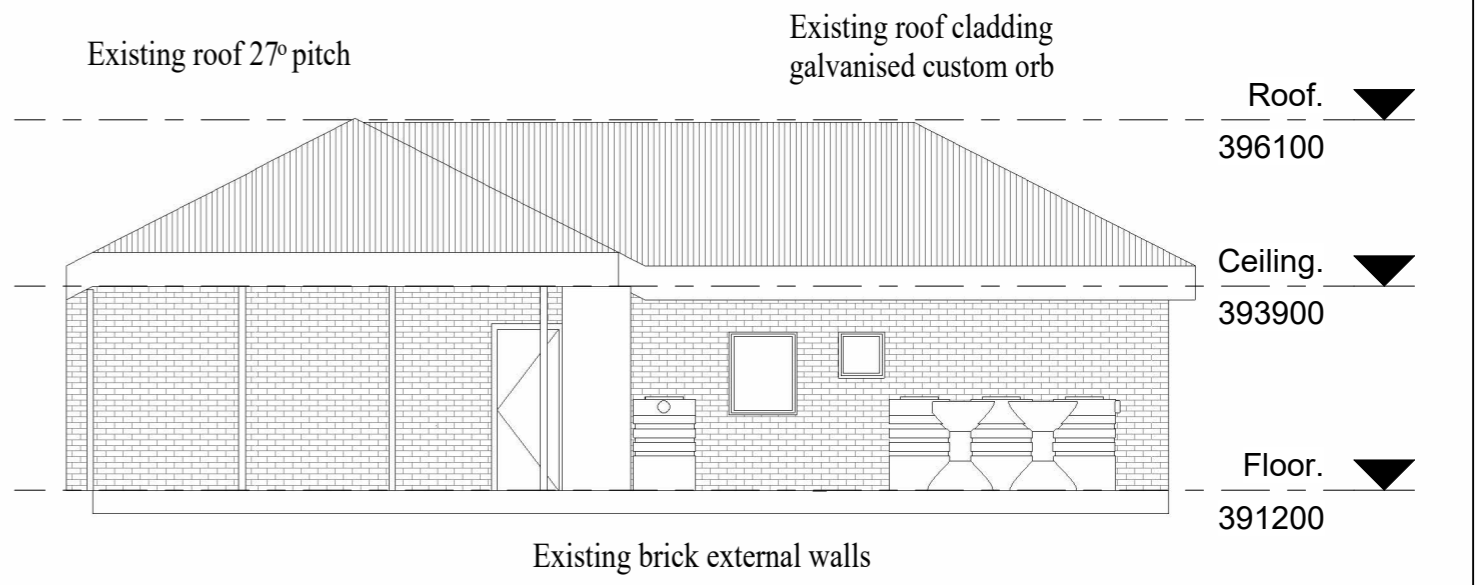 Existing roof 27º pitch
Existing roof cladding
galvanised custom orb
Roof.
396100
Ceiling.
393900
Floor.
391200
Existing brick external walls